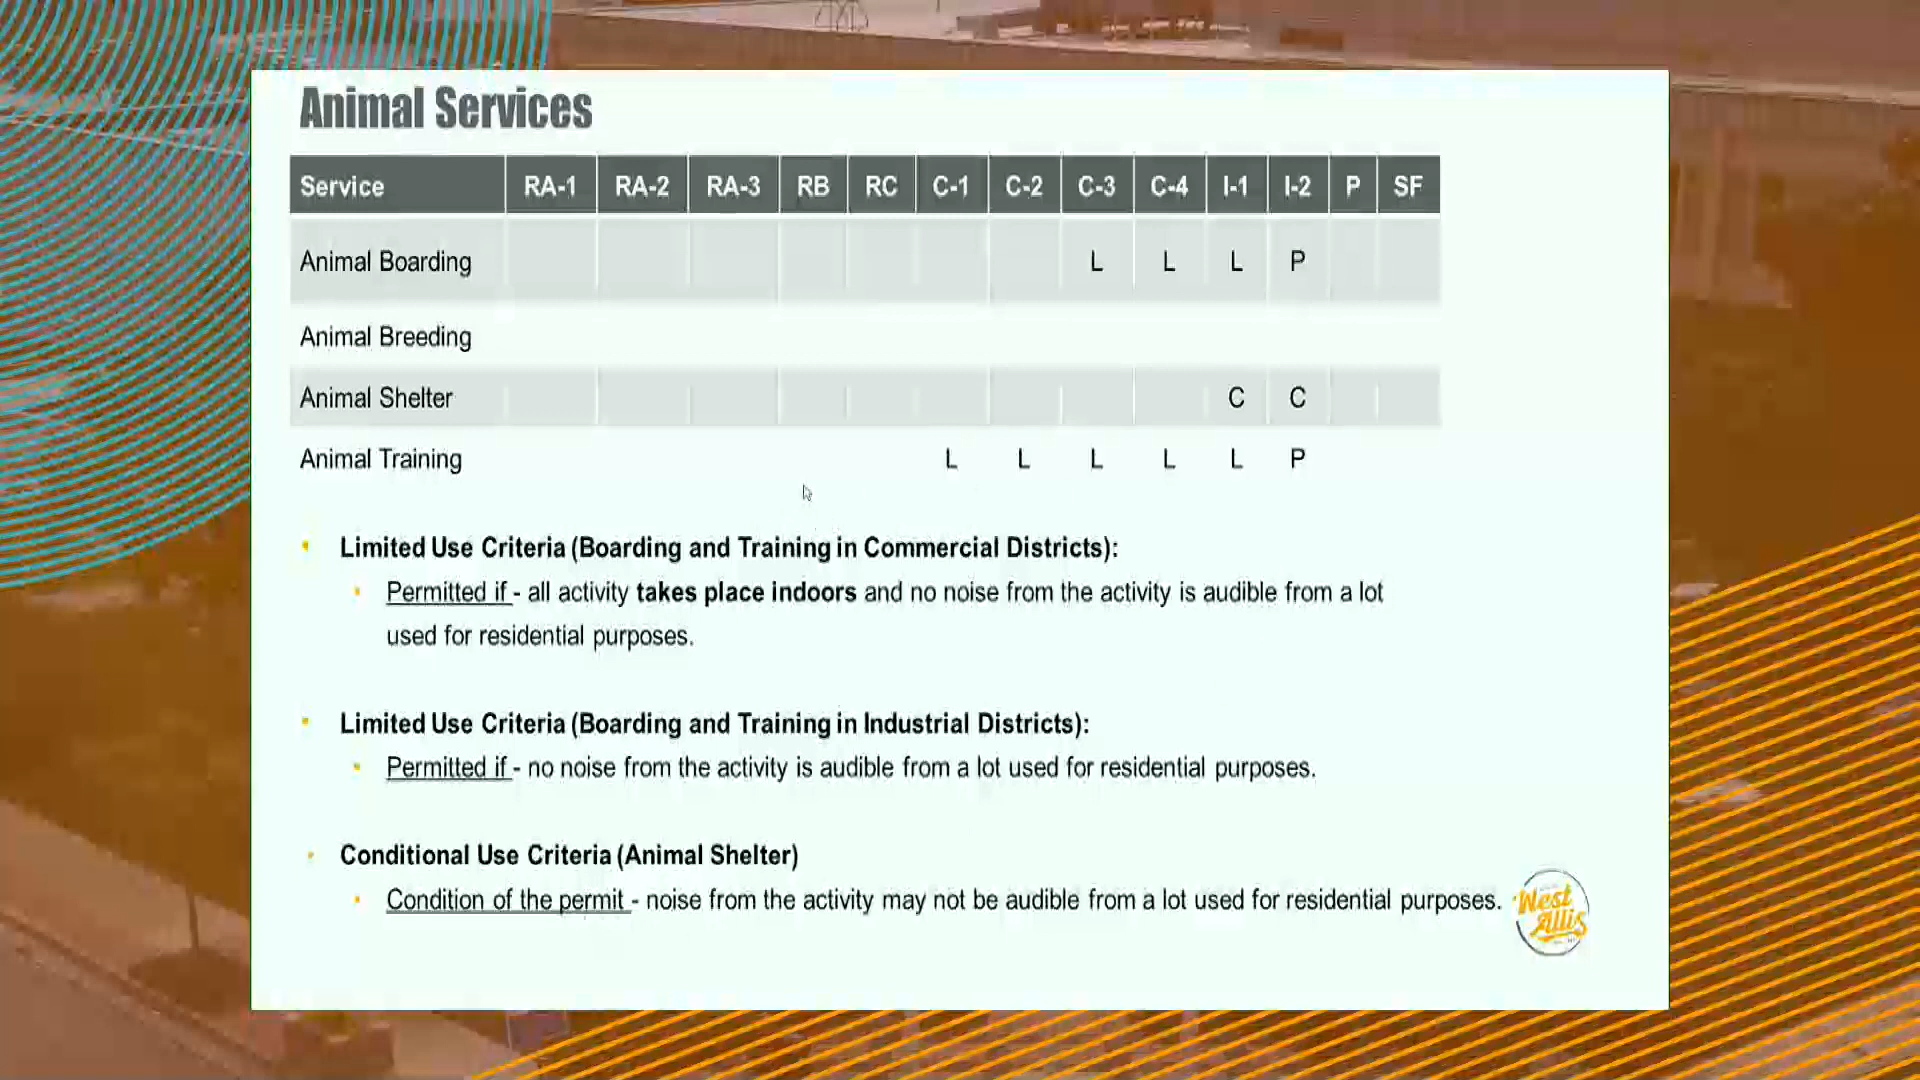 Animal Services
Service RA-1 RA-2 RA-3 RB RC C-1 C-2 C-3 C-4 I-1 I-2 P SF
Animal Boarding L L L P
Animal Breeding
Animal Shelter C C
Animal Training L L L L L P
• Limited Use Criteria (Boarding and Training in Commercial Districts):
• Permitted if - all activity takes place indoors and no noise from the activity is audible from a lot
used for residential purposes.
• Limited Use Criteria (Boarding and Training in Industrial Districts):
• Permitted if - no noise from the activity is audible from a lot used for residential purposes.
• Conditional Use Criteria (Animal Shelter)
• Condition of the permit - noise from the activity may not be audible from a lot used for residential purposes.
West
Allis